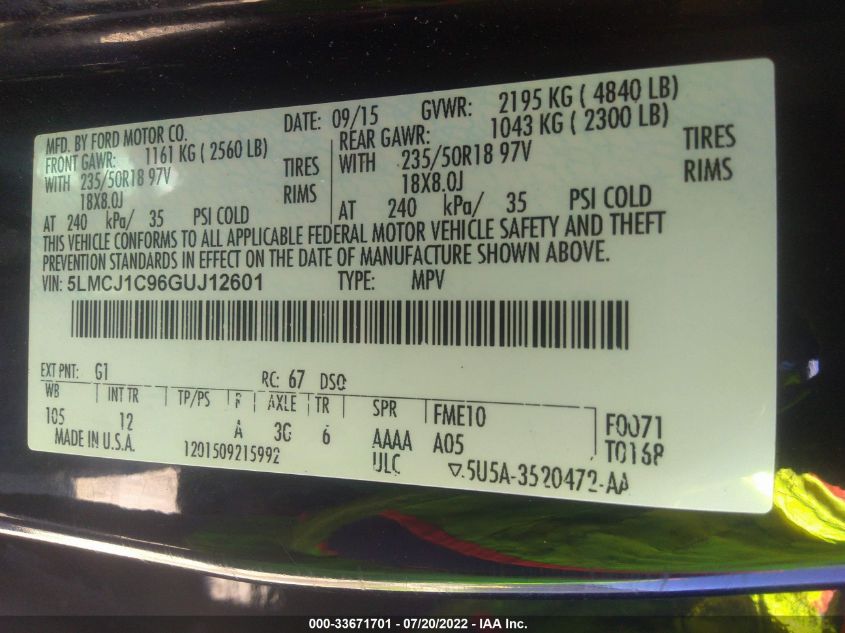 MFD. BY FORD MOTOR CO. DATE: 09/15 GVWR: 2195 KG ( 4840 LB)
FRONT GAWR: 1161 KG ( 2560 LB) REAR GAWR: 1043 KG ( 2300 LB)
WITH 235/50R18 97V TIRES WITH 235/50R18 97V TIRES
18X8.0J RIMS 18X8.0J RIMS
AT 240 kPa/ 35 PSI COLD AT 240 kPa/ 35 PSI COLD
THIS VEHICLE CONFORMS TO ALL APPLICABLE FEDERAL MOTOR VEHICLE SAFETY AND THEFT
PREVENTION STANDARDS IN EFFECT ON THE DATE OF MANUFACTURE SHOWN ABOVE.
VIN: 5LMCJ1C96GUJ12601 TYPE: MPV
EXT PNT: G1 RC: 67 DSO
WB INT TR TP/PS R AXLE TR SPR FME10 F0071
105 12 A 3G 6 AAAA A05 T0168
MADE IN U.S.A. 1201509215992 ULC 5U5A-3520472-AA
000-33671701 - 07/20/2022 - IAA Inc.